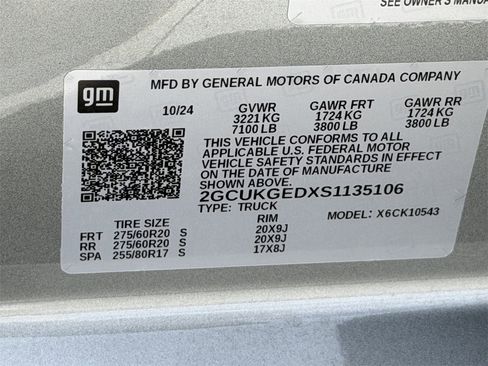 SEE OWNER'S MANUA
gm
MFD BY GENERAL MOTORS OF CANADA COMPANY
10/24 GVWR GAWR FRT GAWR RR
3221 KG 1724 KG 1724 KG
7100 LB 3800 LB 3800 LB
THIS VEHICLE CONFORMS TO ALL
APPLICABLE U.S. FEDERAL MOTOR
VEHICLE SAFETY STANDARDS IN EFFECT
ON THE DATE OF MANUFACTURE
SHOWN ABOVE.
2GCUKGEDXS1135106
TYPE: TRUCK MODEL: X6CK10543
TIRE SIZE RIM
FRT 275/60R20 S 20X9J
RR 275/60R20 S 20X9J
SPA 255/80R17 S 17X8J